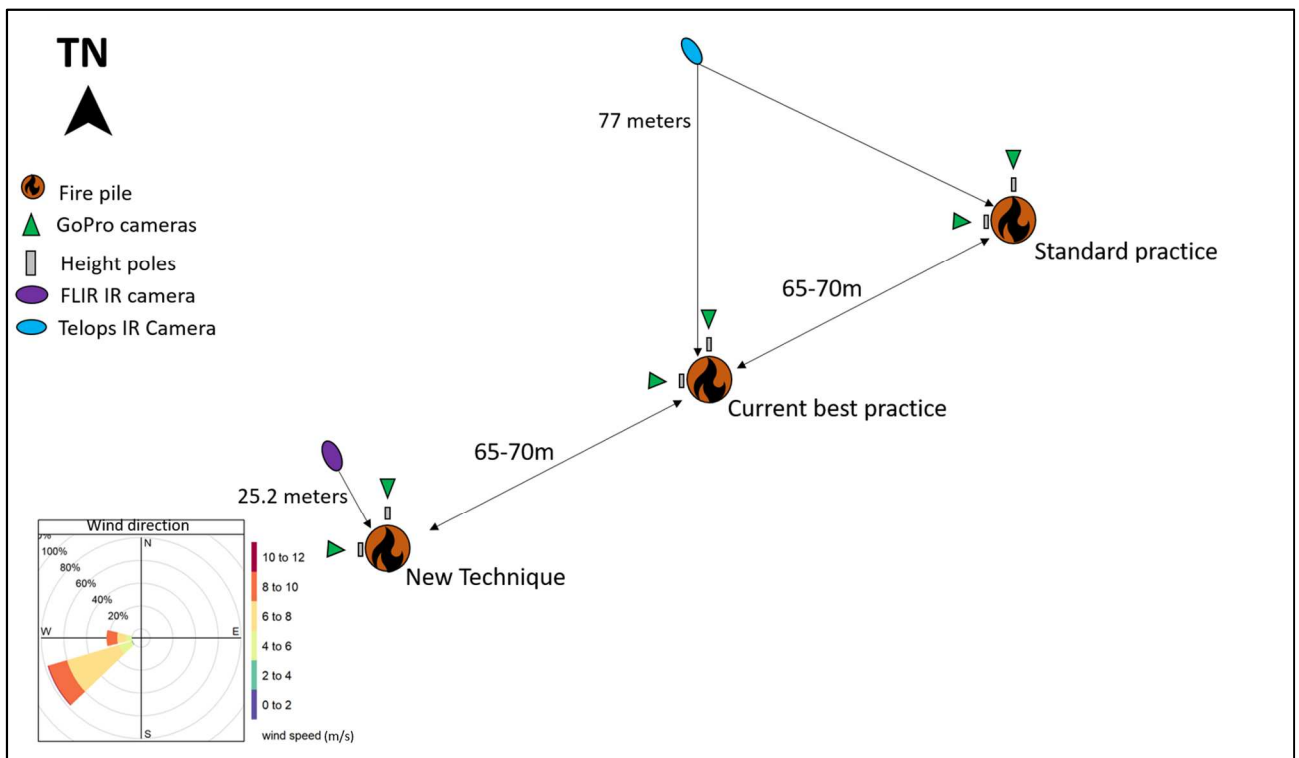 TN
Fire pile
GoPro cameras
Height poles
FLIR IR camera
Telops IR Camera
77 meters
Standard practice
65-70m
Current best practice
65-70m
25.2 meters
New Technique
Wind direction
N
100%
80%
60%
40%
20%
W
E
S
10 to 12
8 to 10
6 to 8
4 to 6
2 to 4
0 to 2
wind speed (m/s)